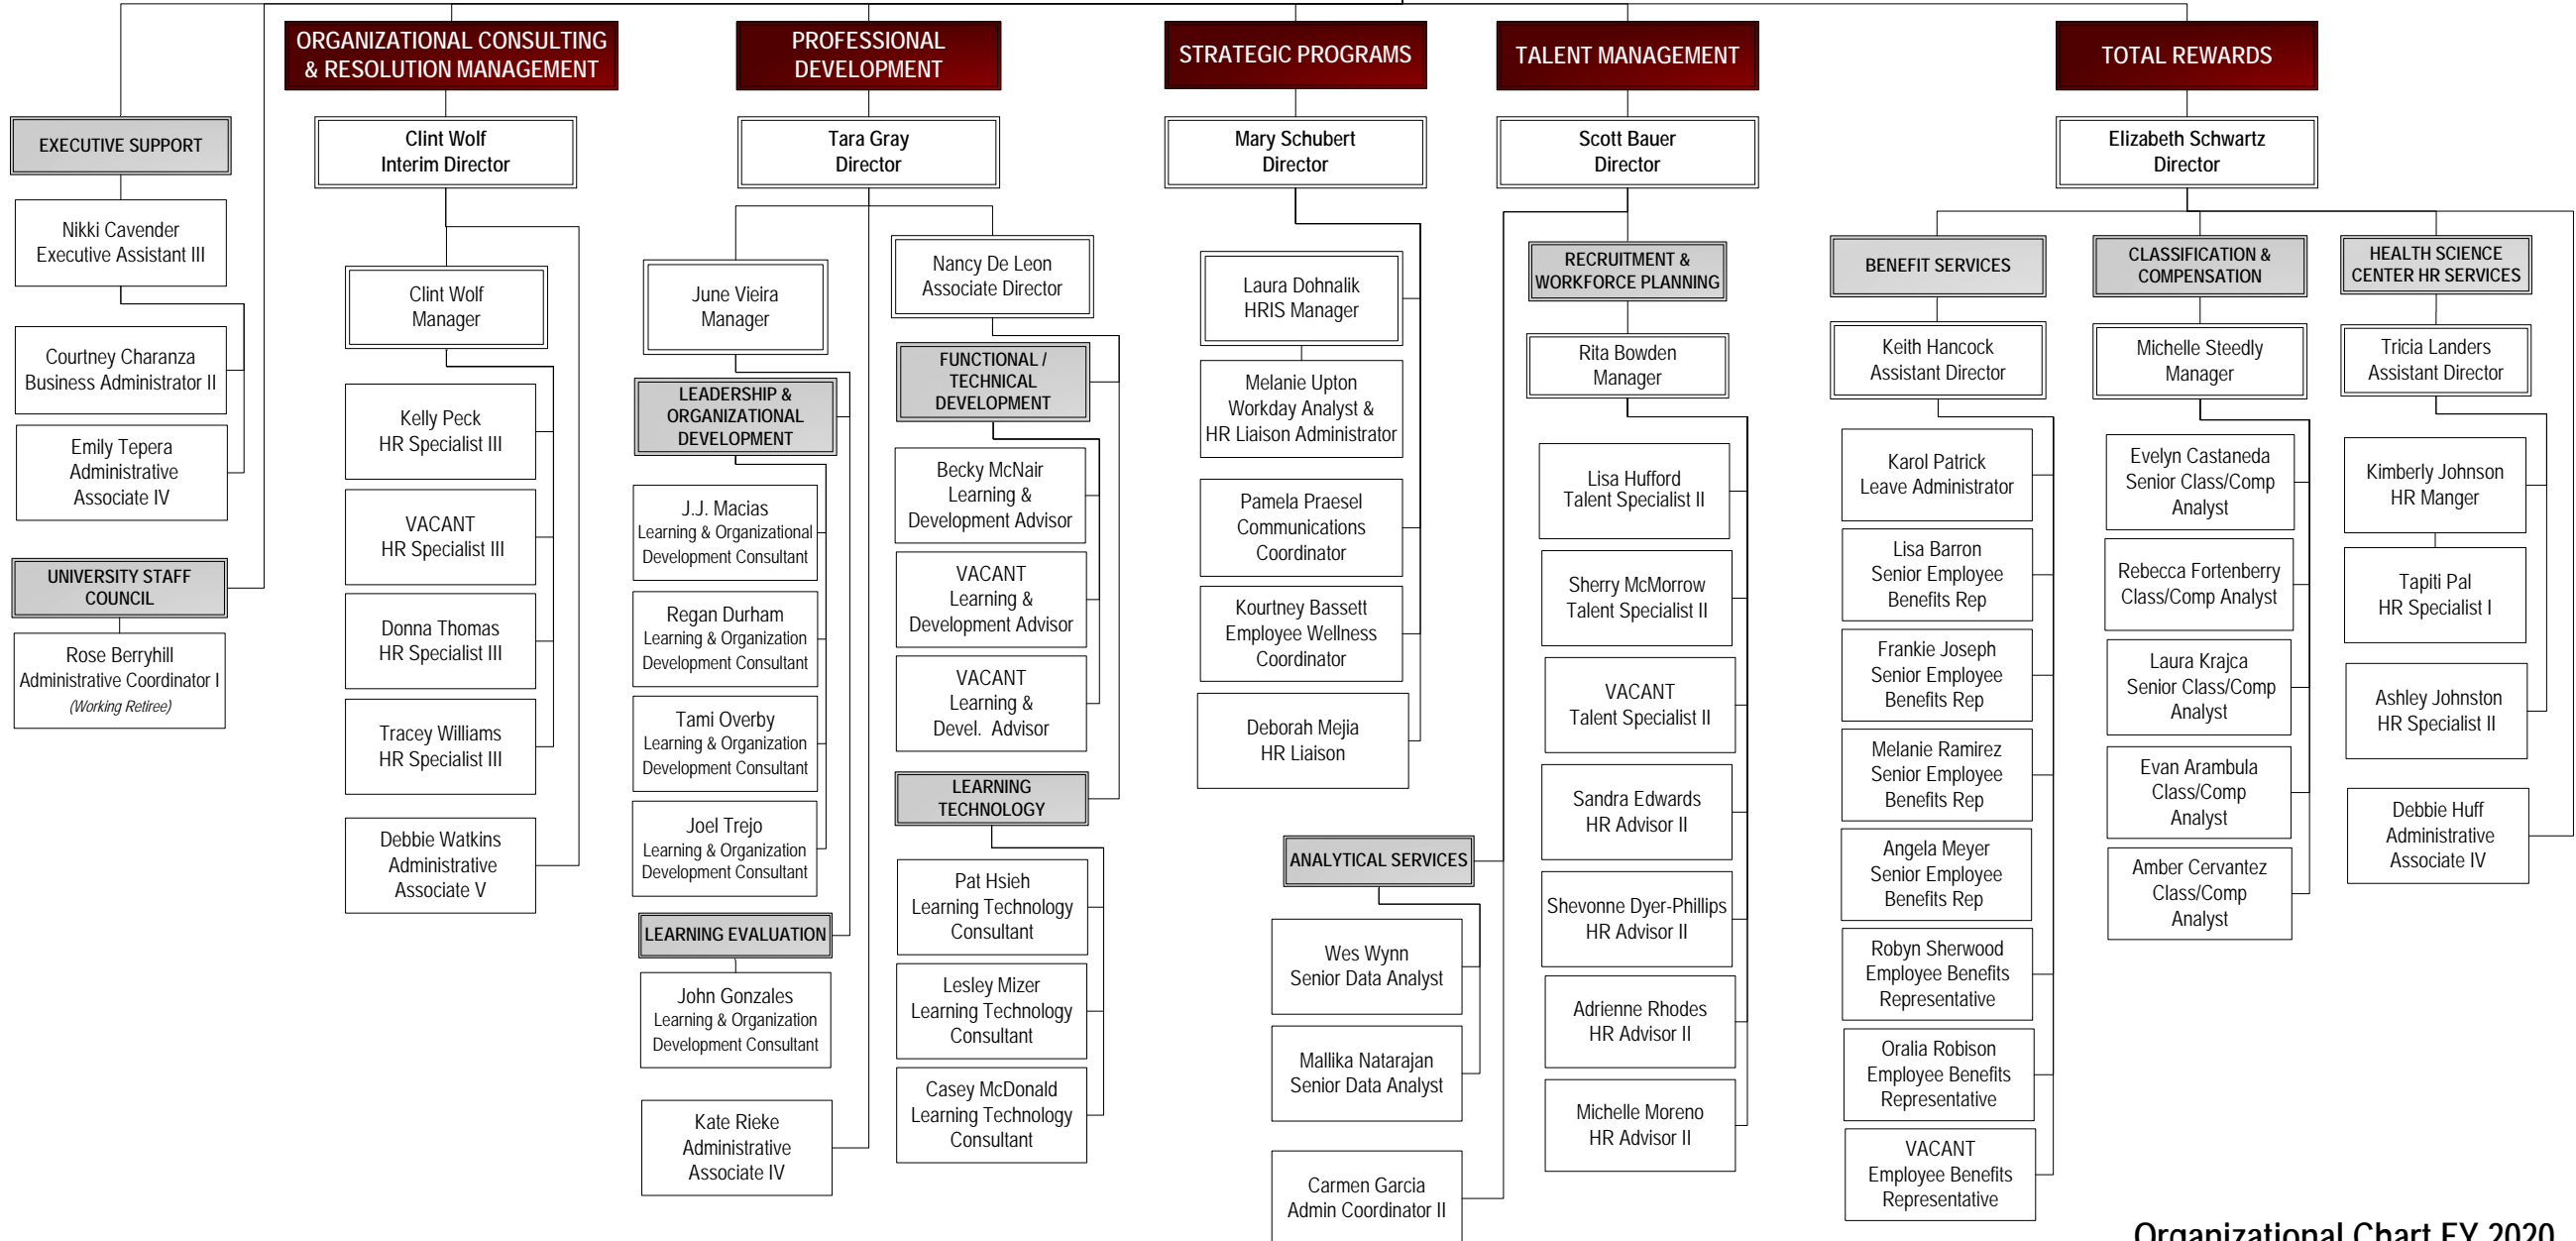 ORGANIZATIONAL CONSULTING
& RESOLUTION MANAGEMENT
PROFESSIONAL
DEVELOPMENT
STRATEGIC PROGRAMS
TALENT MANAGEMENT
TOTAL REWARDS
EXECUTIVE SUPPORT
Nikki Cavender
Executive Assistant III
Courtney Charanza
Business Administrator II
Emily Tepera
Administrative
Associate IV
UNIVERSITY STAFF
COUNCIL
Rose Berryhill
Administrative Coordinator I
(Working Retiree)
Clint Wolf
Interim Director
Clint Wolf
Manager
Kelly Peck
HR Specialist III
VACANT
HR Specialist III
Donna Thomas
HR Specialist III
Tracey Williams
HR Specialist III
Debbie Watkins
Administrative
Associate V
Tara Gray
Director
June Vieira
Manager
LEADERSHIP &
ORGANIZATIONAL
DEVELOPMENT
J.J. Macias
Learning & Organizational
Development Consultant
Regan Durham
Learning & Organization
Development Consultant
Tami Overby
Learning & Organization
Development Consultant
Joel Trejo
Learning & Organization
Development Consultant
LEARNING EVALUATION
John Gonzales
Learning & Organization
Development Consultant
Kate Rieke
Administrative
Associate IV
Nancy De Leon
Associate Director
FUNCTIONAL /
TECHNICAL
DEVELOPMENT
Becky McNair
Learning &
Development Advisor
VACANT
Learning &
Development Advisor
VACANT
Learning &
Devel. Advisor
LEARNING
TECHNOLOGY
Pat Hsieh
Learning Technology
Consultant
Lesley Mizer
Learning Technology
Consultant
Casey McDonald
Learning Technology
Consultant
Mary Schubert
Director
Laura Dohnalik
HRIS Manager
Melanie Upton
Workday Analyst &
HR Liaison Administrator
Pamela Praesel
Communications
Coordinator
Kourtney Bassett
Employee Wellness
Coordinator
Deborah Mejia
HR Liaison
Scott Bauer
Director
RECRUITMENT &
WORKFORCE PLANNING
Rita Bowden
Manager
Lisa Hufford
Talent Specialist II
Sherry McMorrow
Talent Specialist II
VACANT
Talent Specialist II
Sandra Edwards
HR Advisor II
Shevonne Dyer-Phillips
HR Advisor II
Adrienne Rhodes
HR Advisor II
Michelle Moreno
HR Advisor II
ANALYTICAL SERVICES
Wes Wynn
Senior Data Analyst
Mallika Natarajan
Senior Data Analyst
Carmen Garcia
Admin Coordinator II
Elizabeth Schwartz
Director
BENEFIT SERVICES
Keith Hancock
Assistant Director
Karol Patrick
Leave Administrator
Lisa Barron
Senior Employee
Benefits Rep
Frankie Joseph
Senior Employee
Benefits Rep
Melanie Ramirez
Senior Employee
Benefits Rep
Angela Meyer
Senior Employee
Benefits Rep
Robyn Sherwood
Employee Benefits
Representative
Oralia Robison
Employee Benefits
Representative
VACANT
Employee Benefits
Representative
CLASSIFICATION &
COMPENSATION
Michelle Steedly
Manager
Evelyn Castaneda
Senior Class/Comp
Analyst
Rebecca Fortenberry
Class/Comp Analyst
Laura Krajca
Senior Class/Comp
Analyst
Evan Arambula
Class/Comp
Analyst
Amber Cervantez
Class/Comp
Analyst
HEALTH SCIENCE
CENTER HR SERVICES
Tricia Landers
Assistant Director
Kimberly Johnson
HR Manger
Tapiti Pal
HR Specialist I
Ashley Johnston
HR Specialist II
Debbie Huff
Administrative
Associate IV
Organizational Chart FY 2020